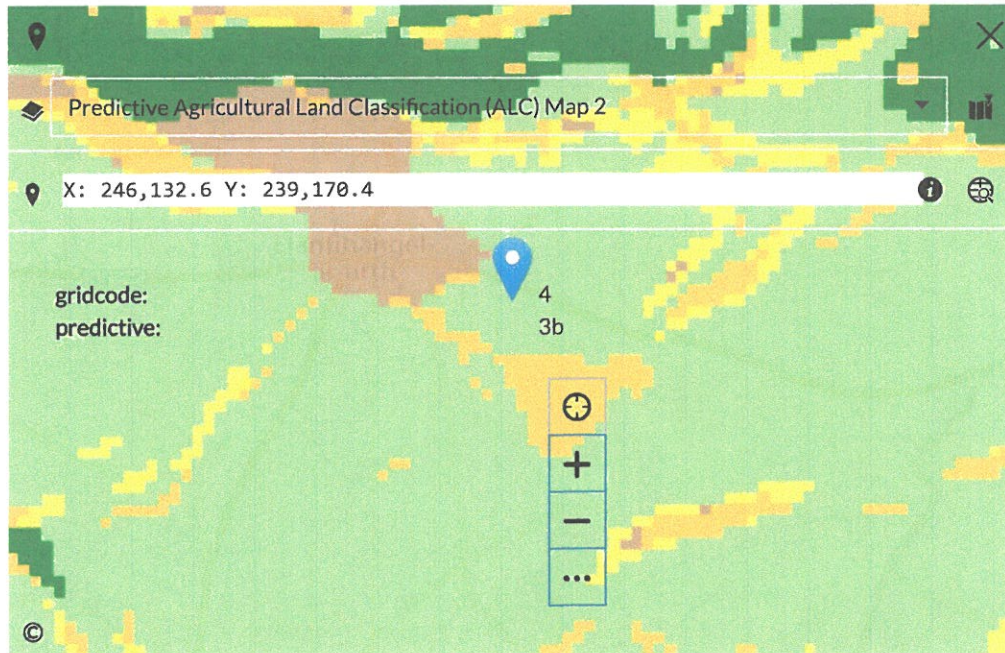 Predictive Agricultural Land Classification (ALC) Map 2
X: 246,132.6 Y: 239,170.4
gridcode: 4
predictive: 3b
©